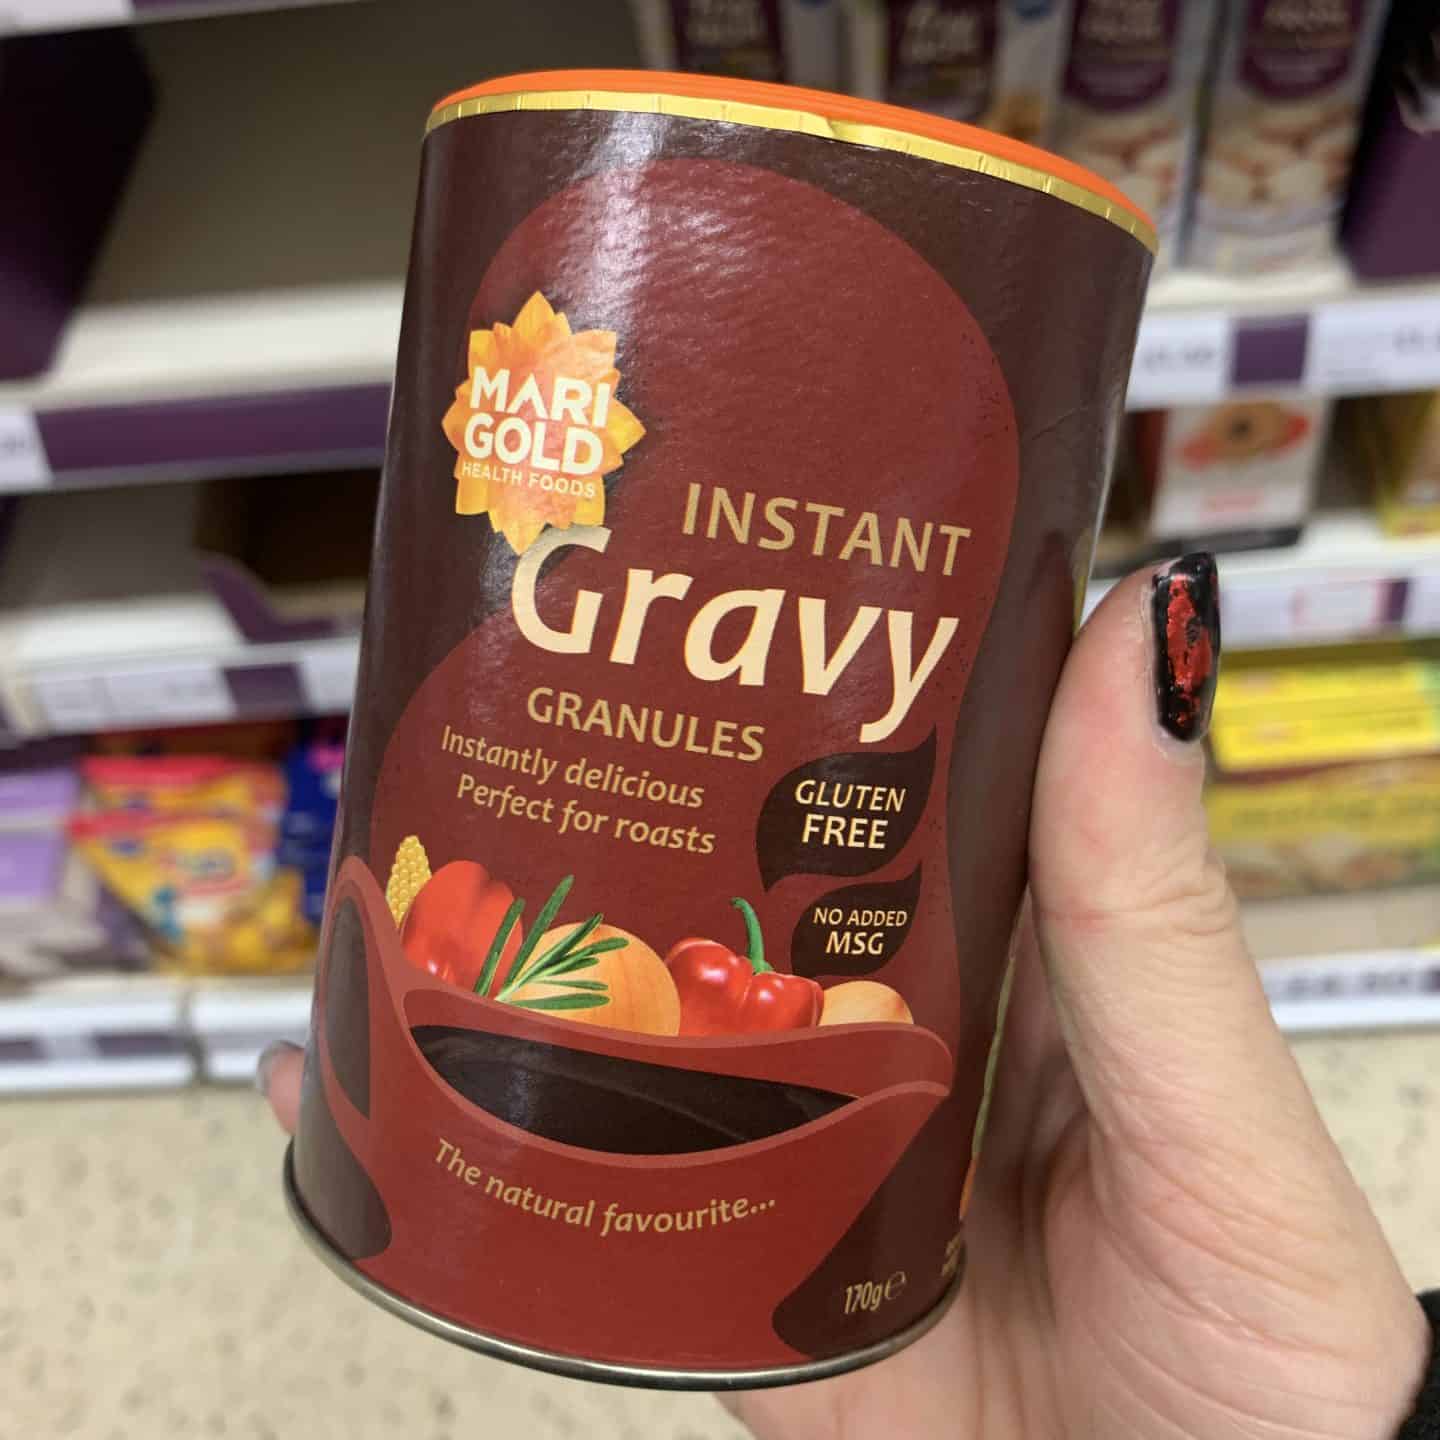 MARI
GOLD
HEALTH FOODS
INSTANT
Gravy
GRANULES
Instantly delicious
Perfect for roasts
GLUTEN
FREE
NO ADDED
MSG
The natural favourite...
170g℮